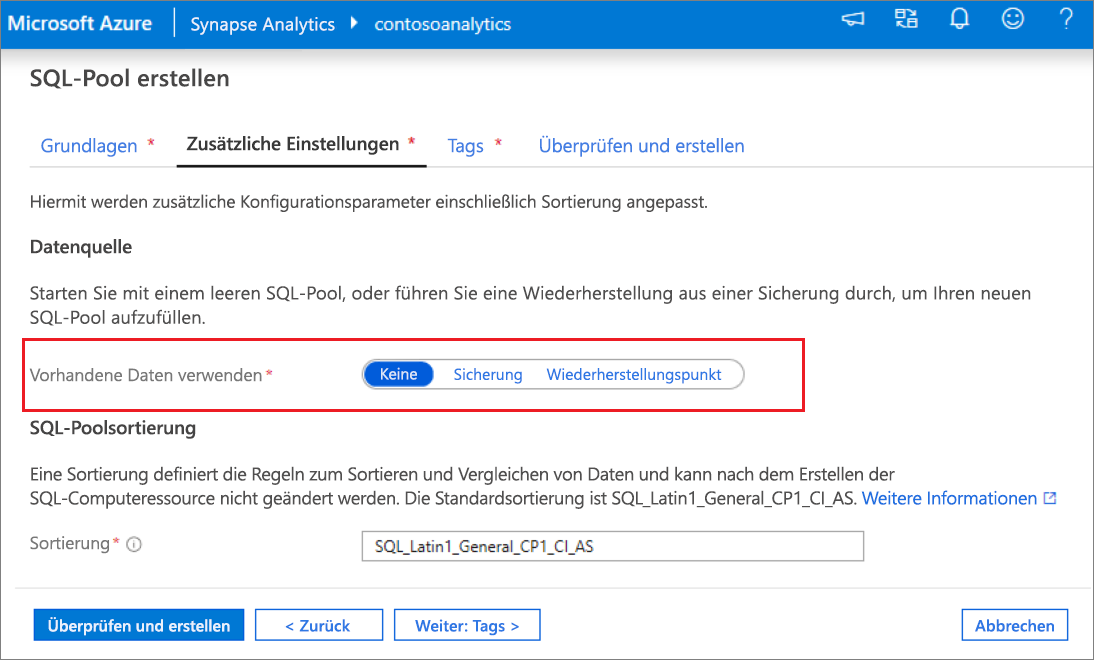 Microsoft Azure Synapse Analytics contosoanalytics ?
SQL-Pool erstellen
Grundlagen * Zusätzliche Einstellungen * Tags * Überprüfen und erstellen
Hiermit werden zusätzliche Konfigurationsparameter einschließlich Sortierung angepasst.
Datenquelle
Starten Sie mit einem leeren SQL-Pool, oder führen Sie eine Wiederherstellung aus einer Sicherung durch, um Ihren neuen
SQL-Pool aufzufüllen.
Vorhandene Daten verwenden * Keine Sicherung Wiederherstellungspunkt
SQL-Poolsortierung
Eine Sortierung definiert die Regeln zum Sortieren und Vergleichen von Daten und kann nach dem Erstellen der
SQL-Computeressource nicht geändert werden. Die Standardsortierung ist SQL_Latin1_General_CP1_CI_AS. Weitere Informationen
Sortierung * SQL_Latin1_General_CP1_CI_AS
Überprüfen und erstellen < Zurück Weiter: Tags > Abbrechen